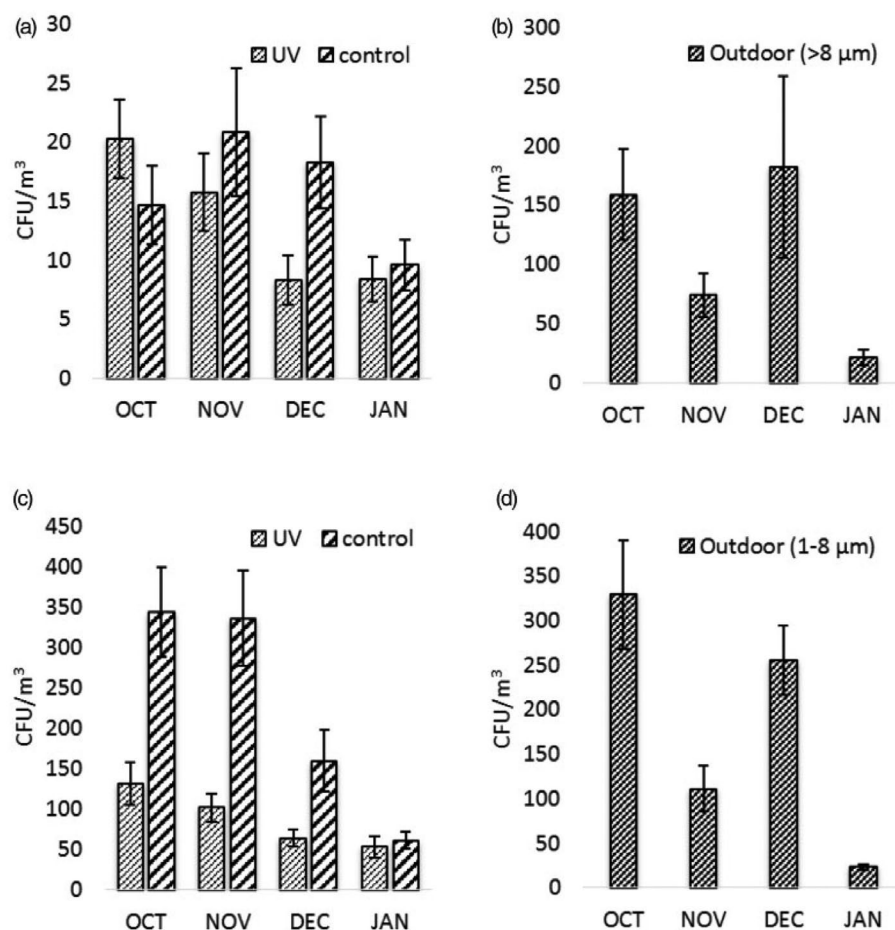 (a)
UV control
30
25
20
15
10
5
0
CFU/m³
OCT NOV DEC JAN
(b)
Outdoor (>8 µm)
300
250
200
150
100
50
0
CFU/m³
OCT NOV DEC JAN
(c)
UV control
450
400
350
300
250
200
150
100
50
0
CFU/m³
OCT NOV DEC JAN
(d)
Outdoor (1-8 µm)
400
350
300
250
200
150
100
50
0
CFU/m³
OCT NOV DEC JAN